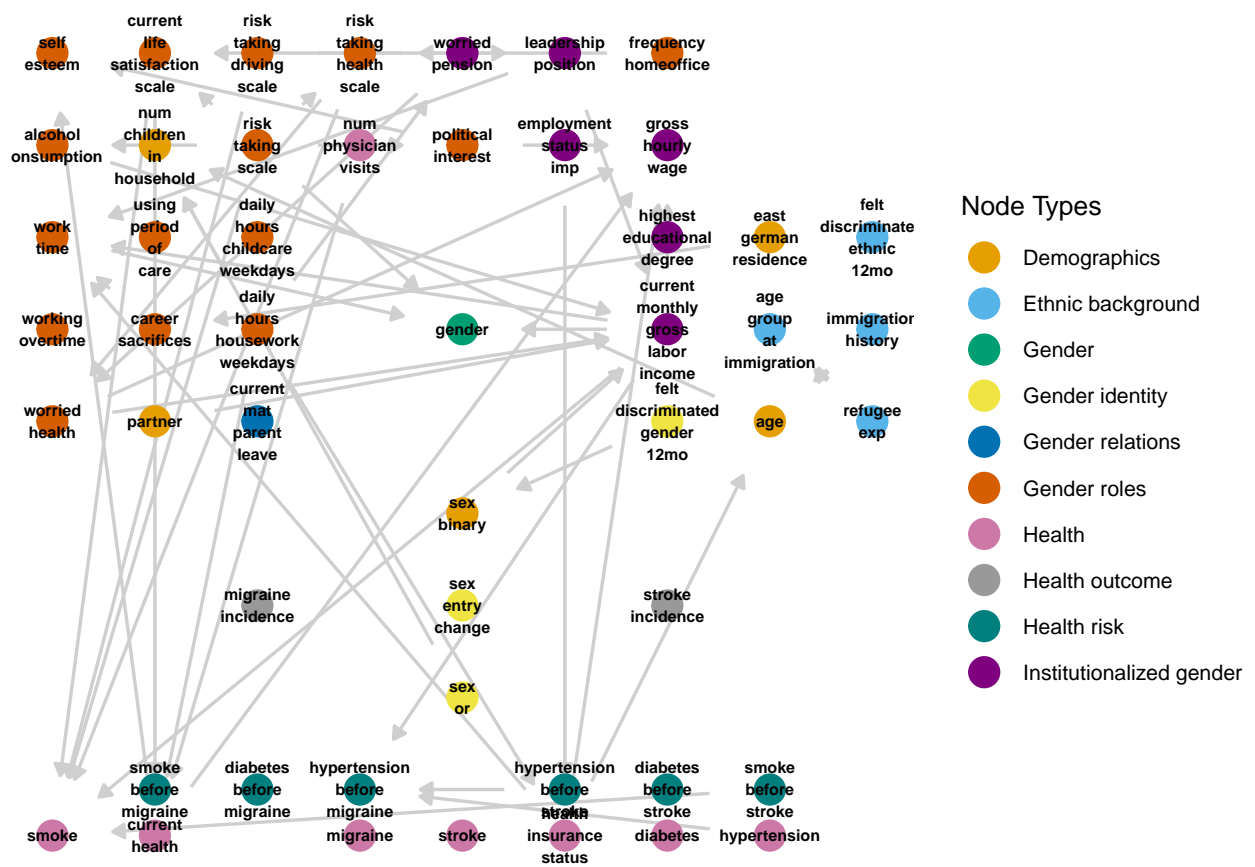 self
esteem
current
life
satisfaction
scale
risk
taking
driving
scale
risk
taking
health
scale
worried
pension
leadership
position
frequency
homeoffice
alcohol
onsumption
num
children
in
household
risk
taking
scale
num
physician
visits
political
interest
employment
status
imp
gross
hourly
wage
work
time
using
period
of
care
daily
hours
childcare
weekdays
highest
educational
degree
east
german
residence
felt
discriminate
ethnic
12mo
working
overtime
career
sacrifices
daily
hours
housework
weekdays
gender
current
monthly
gross
labor
income
age
group
at
immigration
immigration
history
worried
health
partner
current
mat
parent
leave
felt
discriminated
gender
12mo
age
refugee
exp
sex
binary
migraine
incidence
sex
entry
change
stroke
incidence
sex
or
smoke
before
migraine
diabetes
before
migraine
hypertension
before
migraine
hypertension
before
stroke
diabetes
before
stroke
smoke
before
stroke
smoke
current
health
migraine
stroke
health
insurance
status
diabetes
hypertension
Node Types
Demographics
Ethnic background
Gender
Gender identity
Gender relations
Gender roles
Health
Health outcome
Health risk
Institutionalized gender